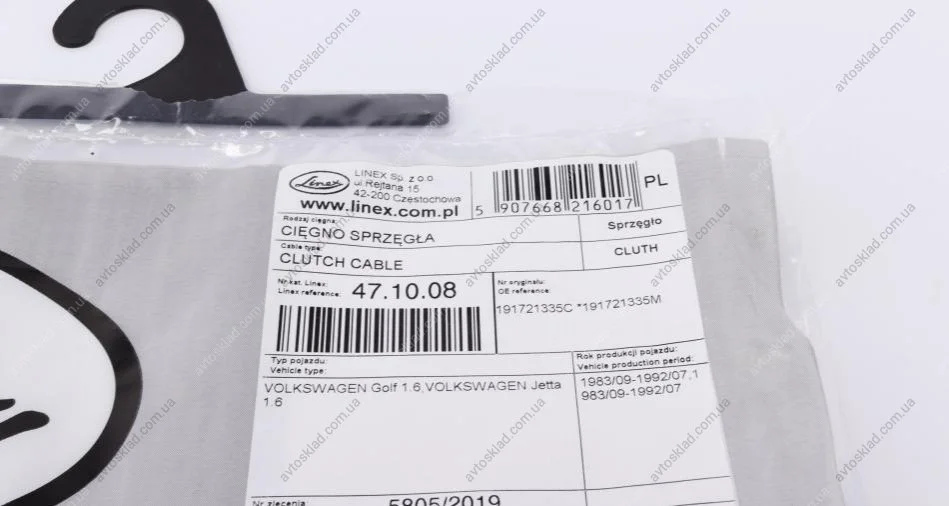 Linex
LINEX Sp. z o.o
ul.Rejtana 15
42-200 Częstochowa
www.linex.com.pl
5 907668 216017
PL
Rodzaj cięgna:
CIĘGNO SPRZĘGŁA
Sprzęgło
Cable type:
CLUTCH CABLE
CLUTH
Nr.kat. Linex:
Linex reference:
47.10.08
Nr oryginału:
OE reference:
191721335C *191721335M
Typ pojazdu:
Vehicle type:
VOLKSWAGEN Golf 1.6,VOLKSWAGEN Jetta
1.6
Rok produkcji pojazdu:
Vehicle production period:
1983/09-1992/07,1
983/09-1992/07
Nr zlecenia
5805/2019
avtosklad.com.ua